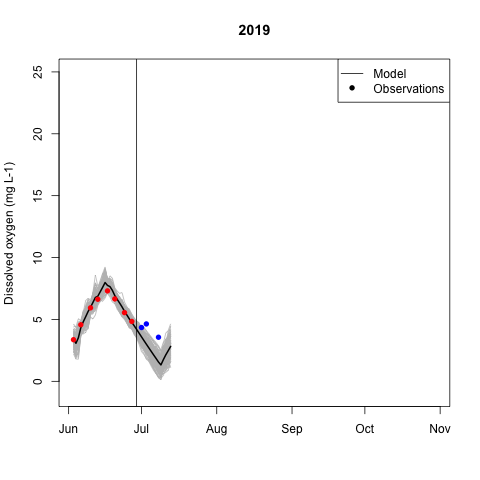 2019
Model
Observations
Dissolved oxygen (mg L-1)
25
20
15
10
5
0
Jun Jul Aug Sep Oct Nov